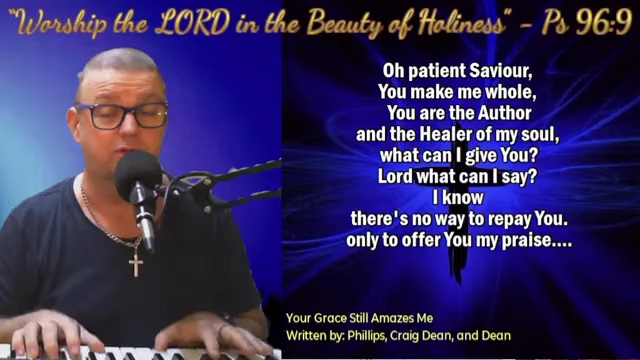 "Worship the LORD in the Beauty of Holiness" - Ps 96:9
Oh patient Saviour,
You make me whole,
You are the Author
and the Healer of my soul,
what can I give You?
Lord what can I say?
I know
there's no way to repay You.
only to offer You my praise....
Your Grace Still Amazes Me
Written by: Phillips, Craig Dean, and Dean